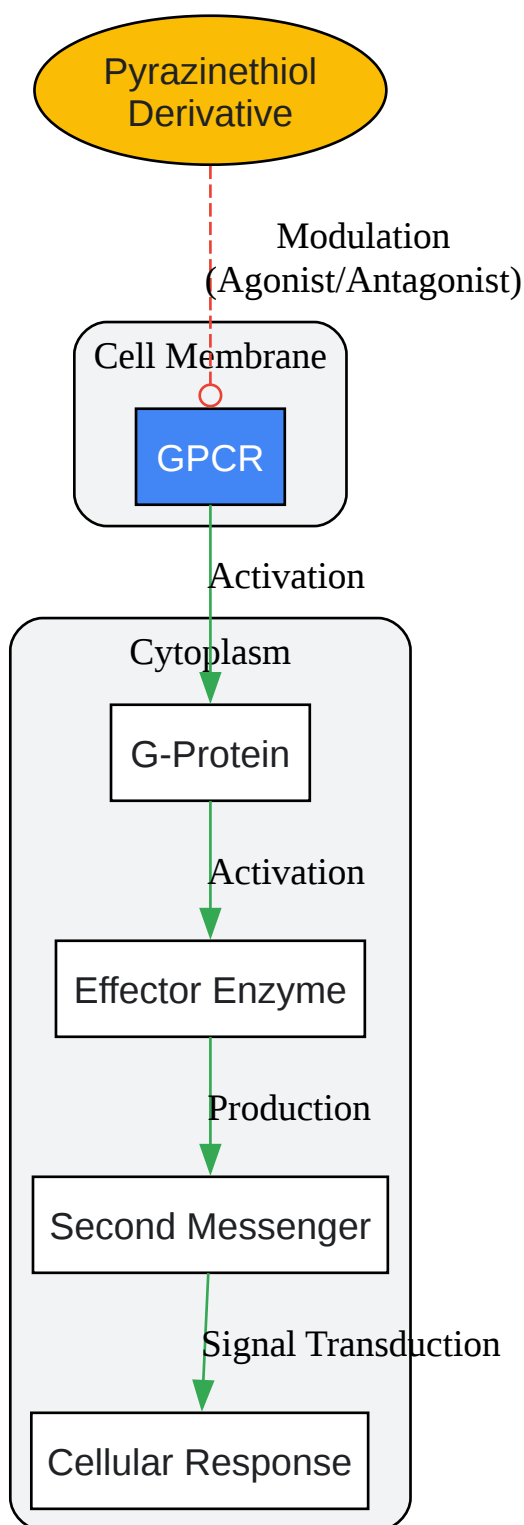 Pyrazinethiol
Derivative
Modulation
(Agonist/Antagonist)
Cell Membrane
GPCR
Activation
Cytoplasm
G-Protein
Activation
Effector Enzyme
Production
Second Messenger
Signal Transduction
Cellular Response